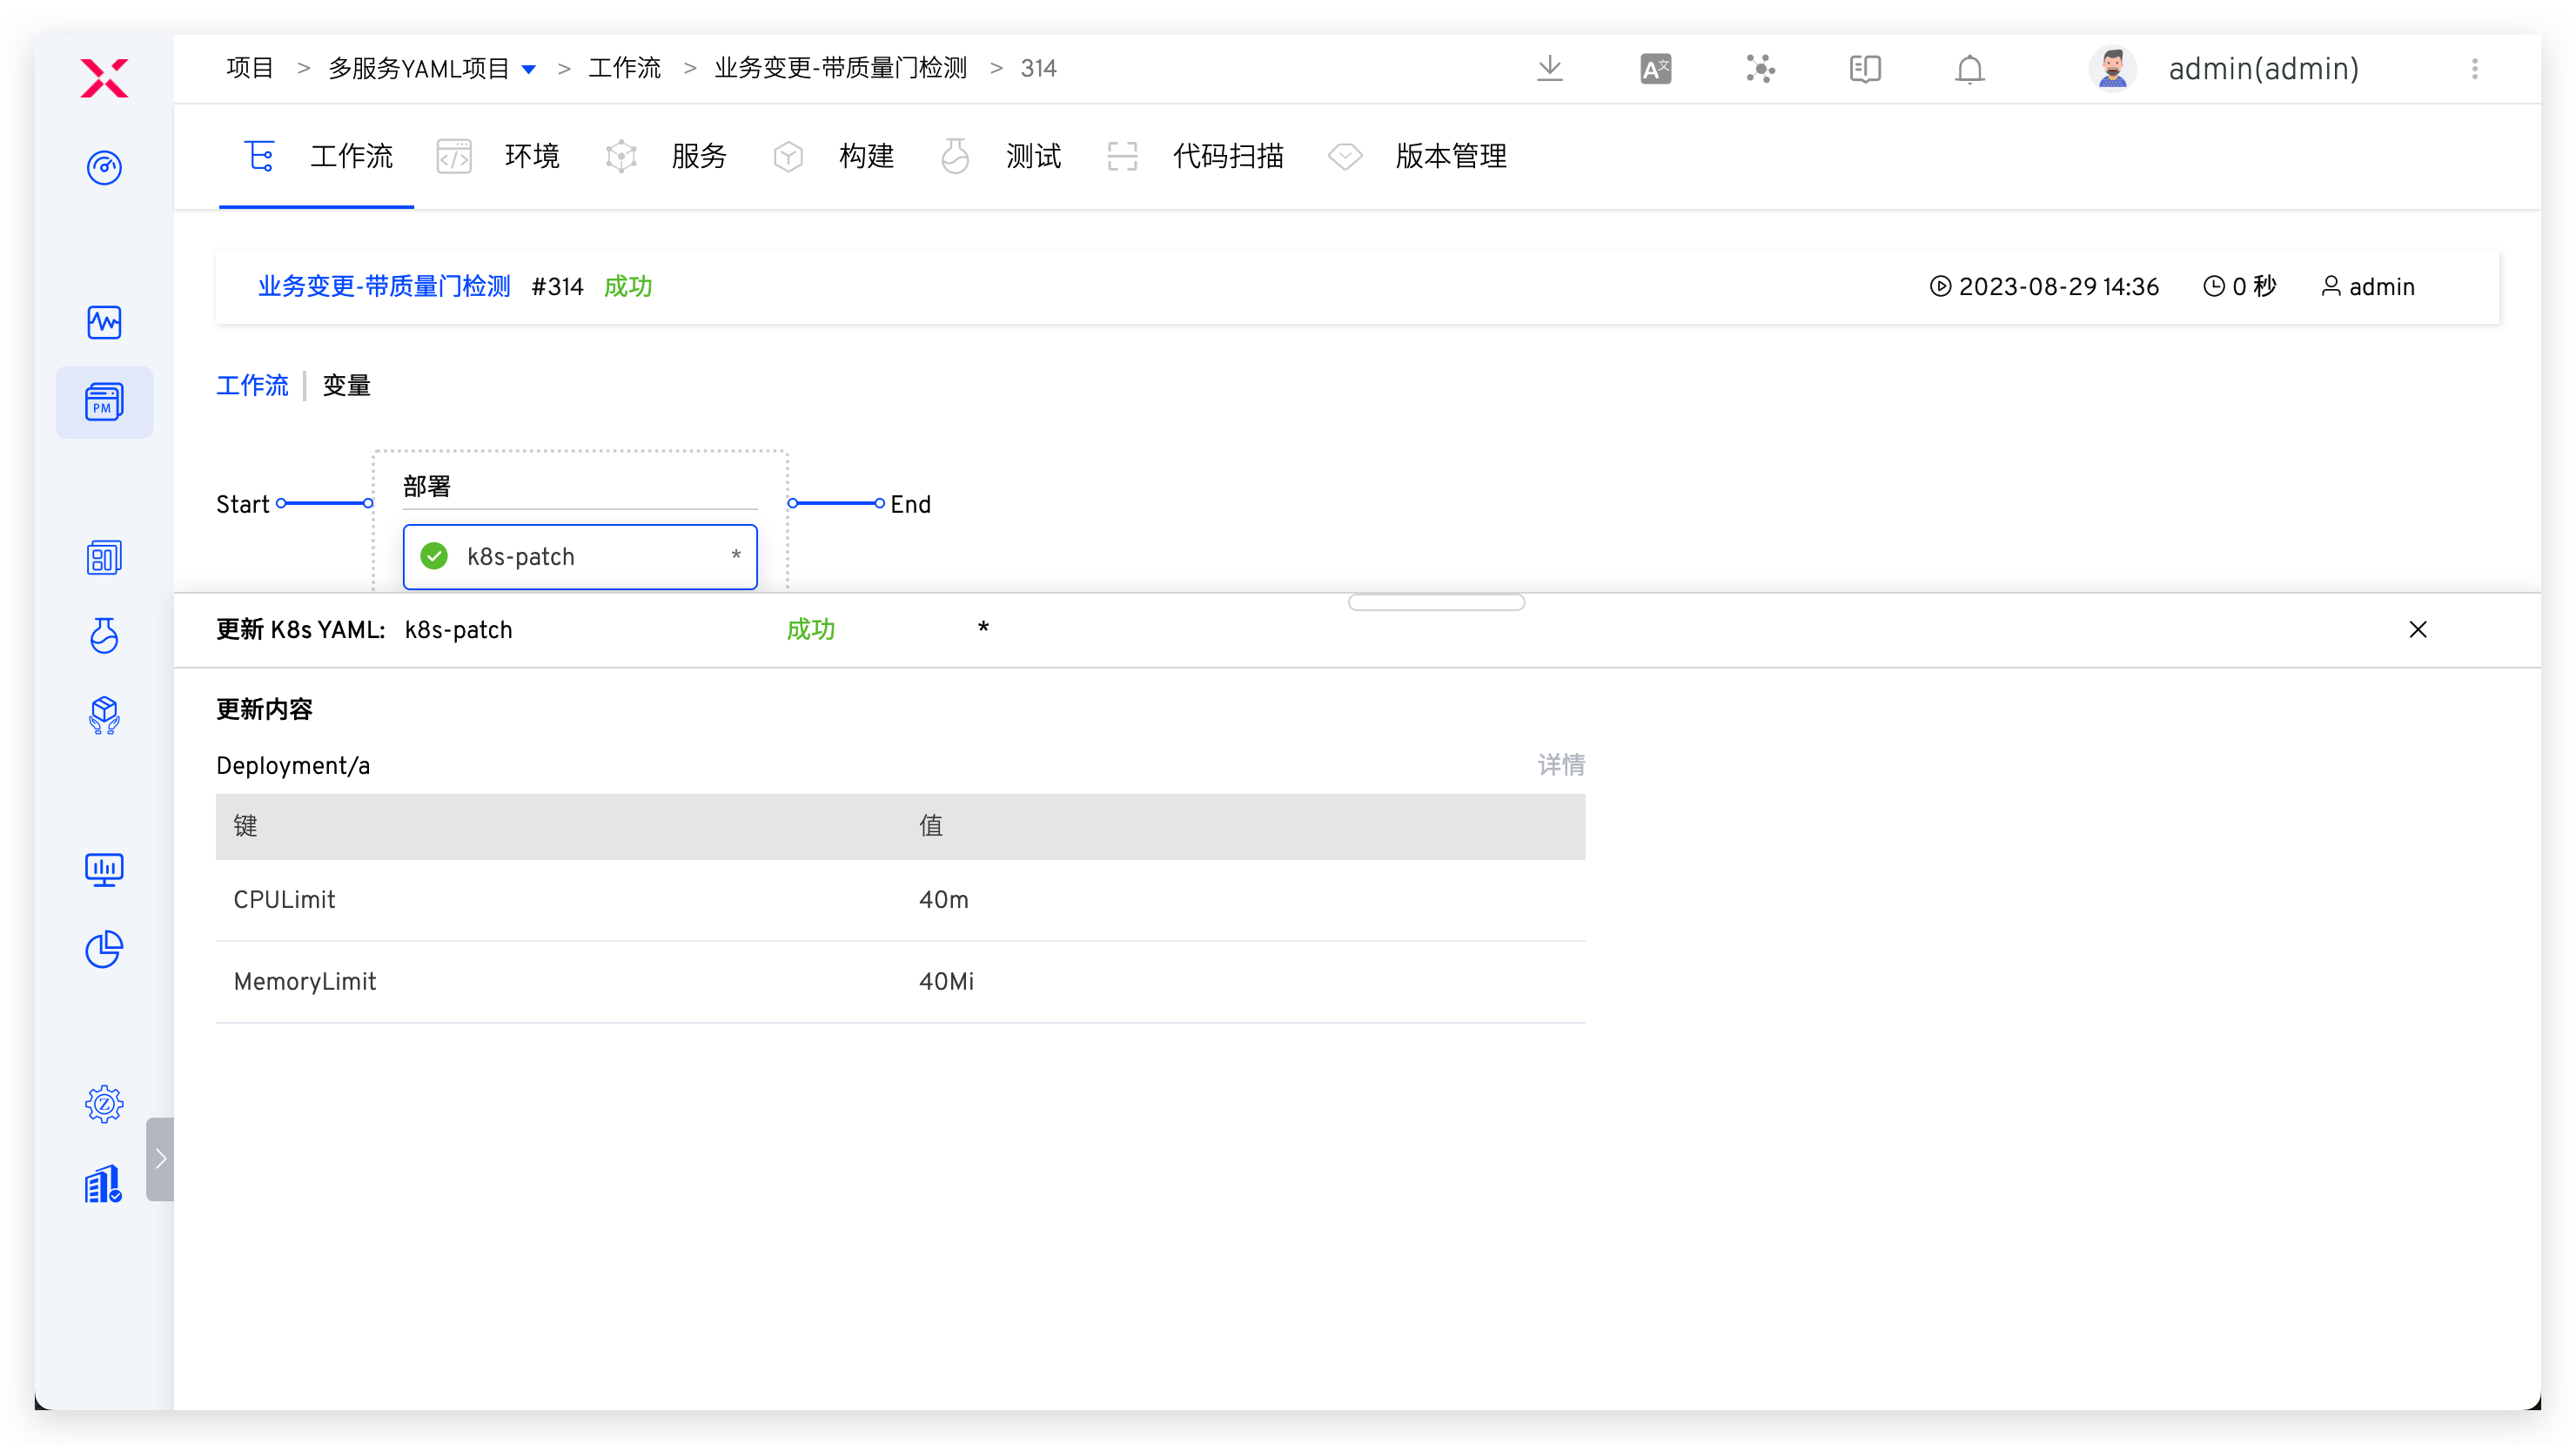 项目 > 多服务YAML项目 > 工作流 > 业务变更-带质量门检测 > 314
admin(admin)
工作流 环境 服务 构建 测试 代码扫描 版本管理
业务变更-带质量门检测 #314 成功 2023-08-29 14:36 0 秒 admin
工作流 变量
PM
部署
Start End
k8s-patch *
更新 K8s YAML: k8s-patch 成功 *
更新内容
Deployment/a 详情
键 值
CPULimit 40m
MemoryLimit 40Mi